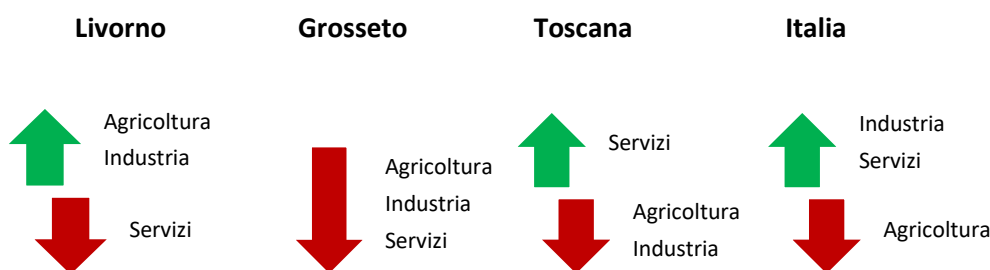 Livorno
Grosseto
Toscana
Italia
Agricoltura
Industria
Servizi
Agricoltura
Industria
Servizi
Servizi
Agricoltura
Industria
Industria
Servizi
Agricoltura